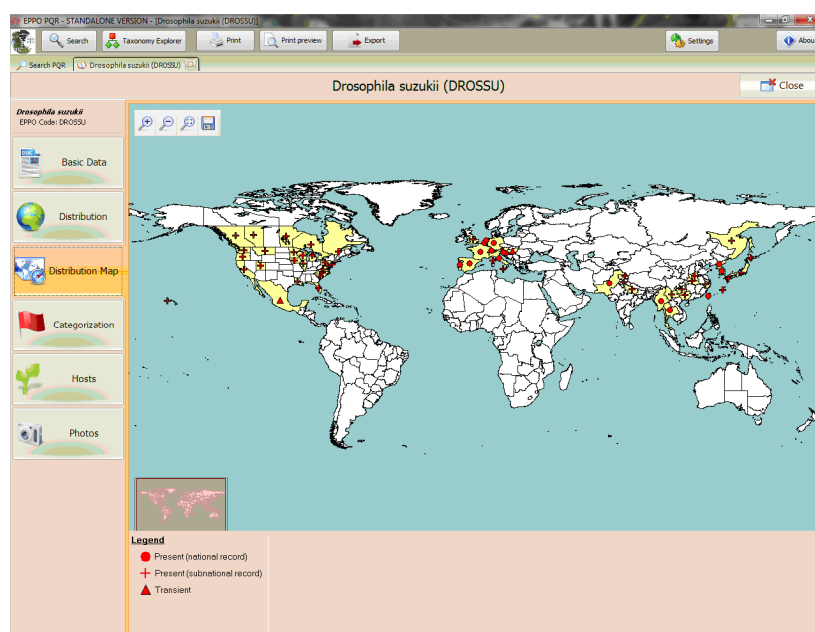 EPPO PQR - STANDALONE VERSION - [Drosophila suzukii (DROSSU)]
Search
Taxonomy Explorer
Print
Print preview
Export
Settings
Abou
Search PQR
Drosophila suzukii (DROSSU)
Drosophila suzukii (DROSSU)
Close
Drosophila suzukii
EPPO Code: DROSSU
Basic Data
Distribution
Distribution Map
Categorization
Hosts
Photos
Legend
Present (national record)
Present (subnational record)
Transient